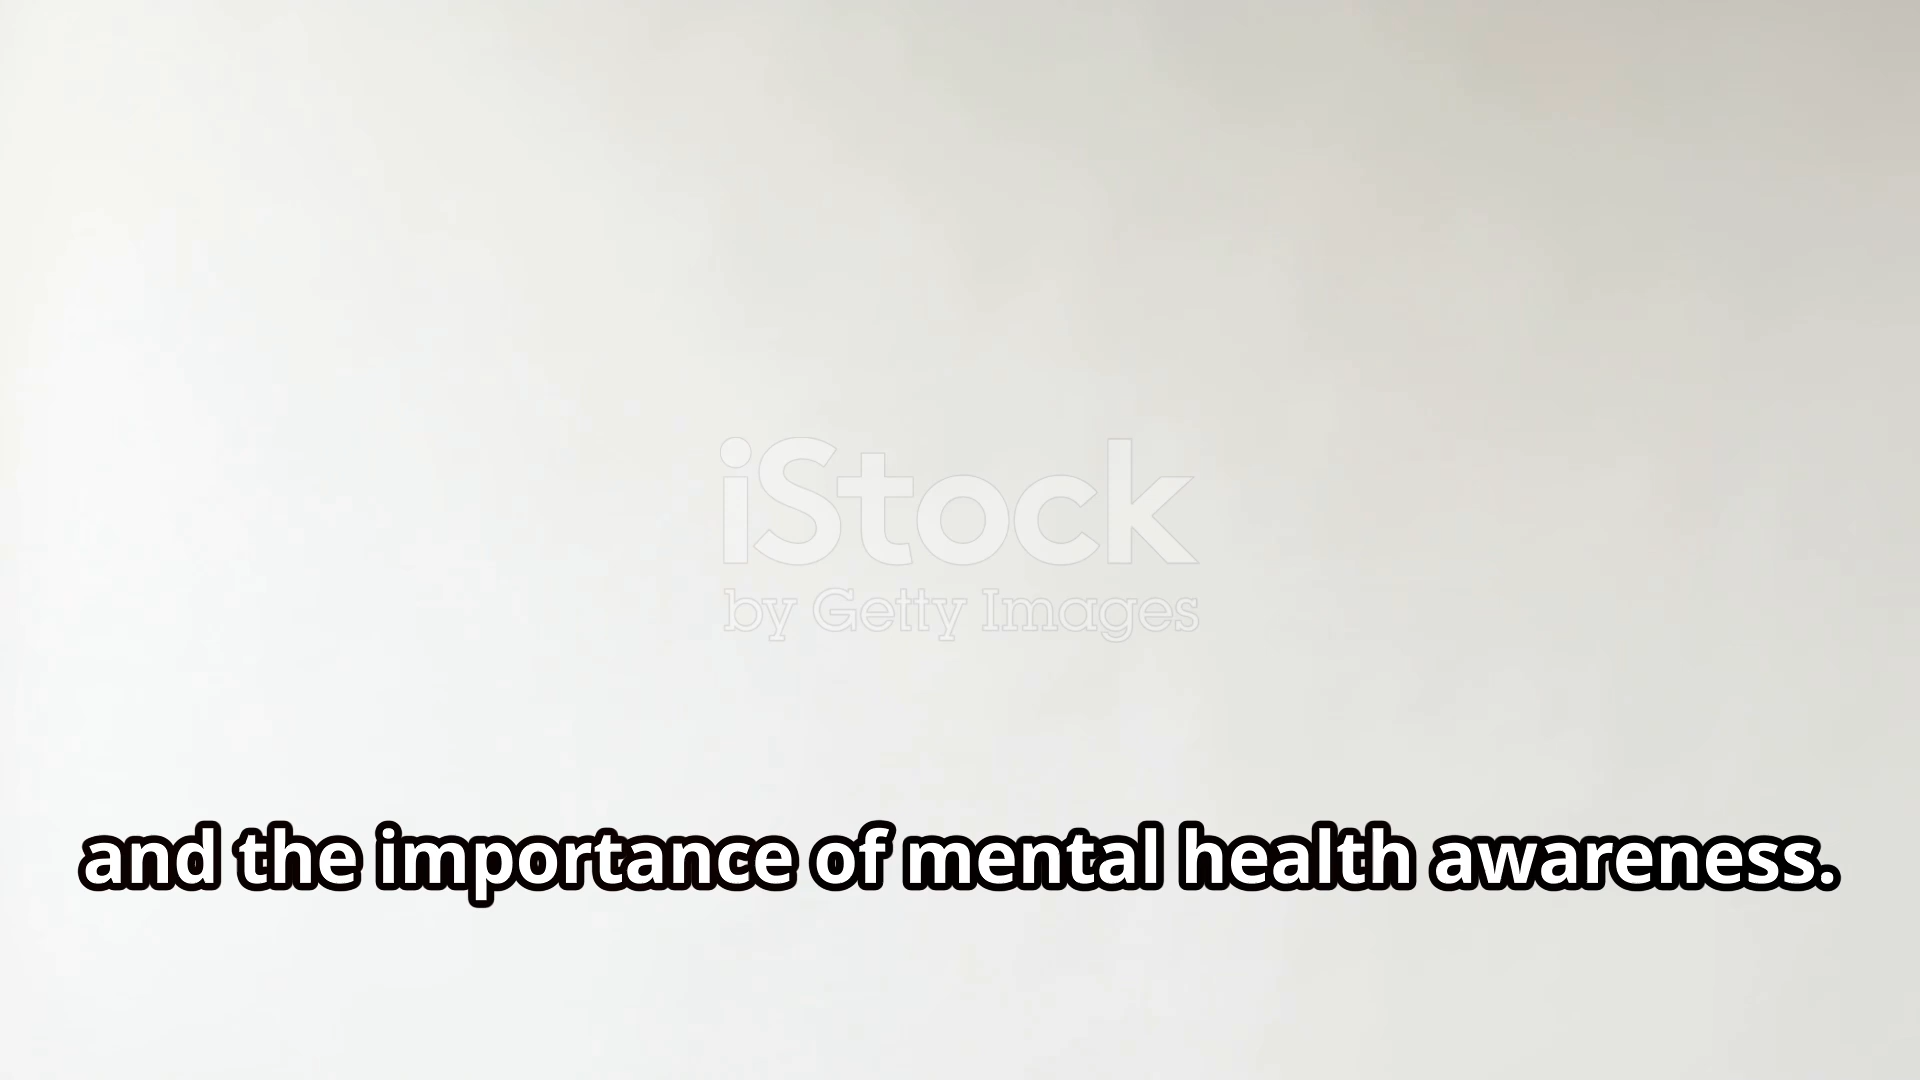 iStock
by Getty Images
and the importance of mental health awareness.